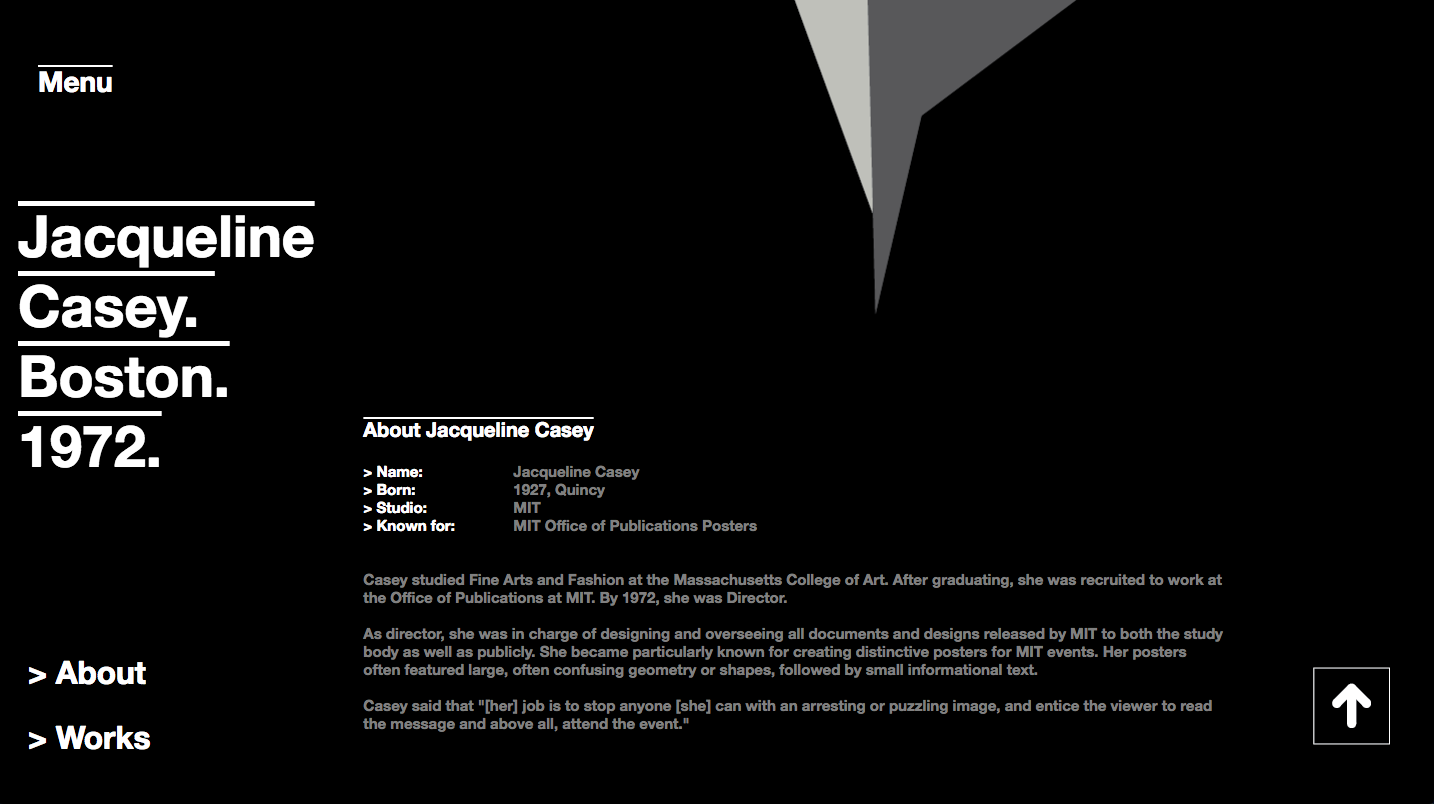 Menu
Jacqueline
Casey.
Boston.
1972.
About Jacqueline Casey
> Name: Jacqueline Casey
> Born: 1927, Quincy
> Studio: MIT
> Known for: MIT Office of Publications Posters
Casey studied Fine Arts and Fashion at the Massachusetts College of Art. After graduating, she was recruited to work at
the Office of Publications at MIT. By 1972, she was Director.
As director, she was in charge of designing and overseeing all documents and designs released by MIT to both the study
body as well as publicly. She became particularly known for creating distinctive posters for MIT events. Her posters
often featured large, often confusing geometry or shapes, followed by small informational text.
Casey said that "[her] job is to stop anyone [she] can with an arresting or puzzling image, and entice the viewer to read
the message and above all, attend the event."
> About
> Works